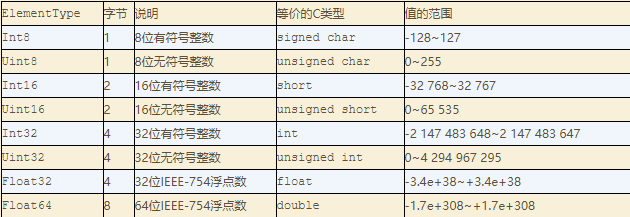 ElementType 字节 说明 等价的C类型 值的范围
Int8 1 8位有符号整数 signed char -128~127
Uint8 1 8位无符号整数 unsigned char 0~255
Int16 2 16位有符号整数 short -32 768~32 767
Uint16 2 16位无符号整数 unsigned short 0~65 535
Int32 4 32位有符号整数 int -2 147 483 648~2 147 483 647
Uint32 4 32位无符号整数 unsigned int 0~4 294 967 295
Float32 4 32位IEEE-754浮点数 float -3.4e+38~+3.4e+38
Float64 8 64位IEEE-754浮点数 double -1.7e+308~+1.7e+308